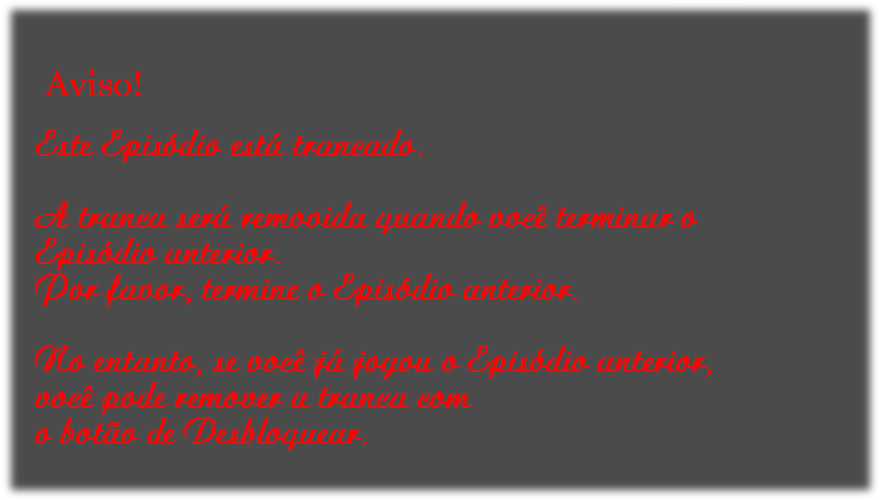 Aviso!
Este Episódio está trancado.
A tranca será removida quando você terminar o
Episódio anterior.
Por favor, termine o Episódio anterior.
No entanto, se você já jogou o Episódio anterior,
você pode remover a tranca com
o botão de Desbloquear.